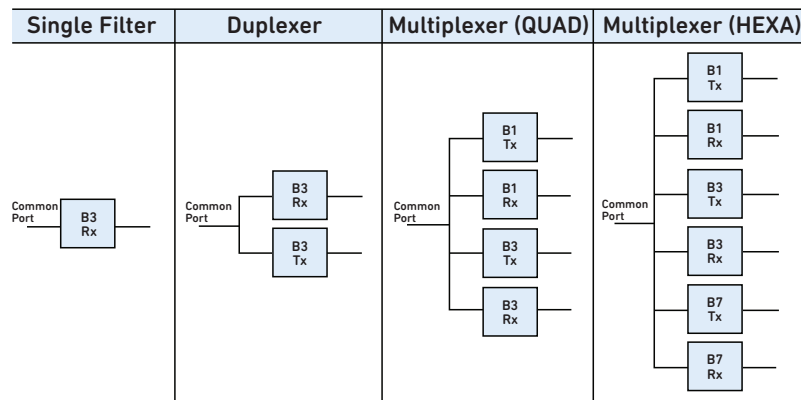 Single Filter
Duplexer
Multiplexer (QUAD)
Multiplexer (HEXA)
Common
Port
B3
Rx
Common
Port
B3
Rx
B3
Tx
Common
Port
B1
Tx
B1
Rx
B3
Tx
B3
Rx
Common
Port
B1
Tx
B1
Rx
B3
Tx
B3
Rx
B7
Tx
B7
Rx